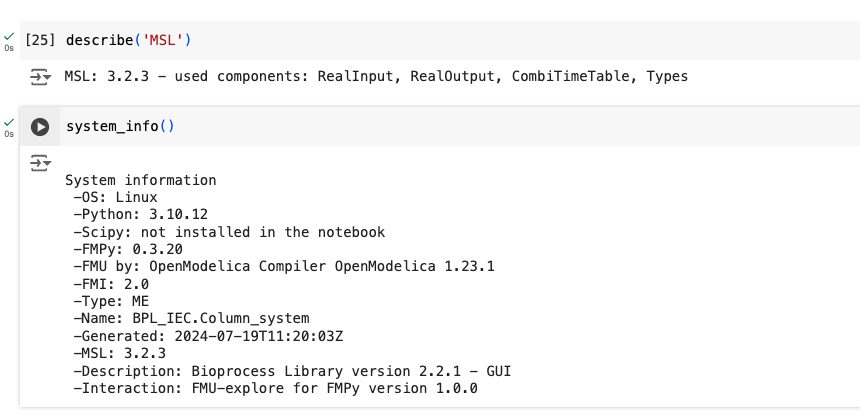 [25] describe('MSL')
0s
MSL: 3.2.3 – used components: RealInput, RealOutput, CombiTimeTable, Types
system_info()
0s
System information
–OS: Linux
–Python: 3.10.12
–Scipy: not installed in the notebook
–FMPy: 0.3.20
–FMU by: OpenModelica Compiler OpenModelica 1.23.1
–FMI: 2.0
–Type: ME
–Name: BPL_IEC.Column_system
–Generated: 2024-07-19T11:20:03Z
–MSL: 3.2.3
–Description: Bioprocess Library version 2.2.1 – GUI
–Interaction: FMU-explore for FMPy version 1.0.0